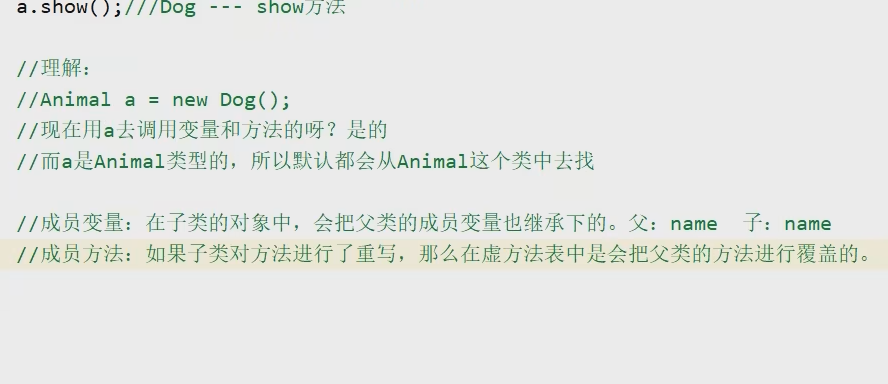 a.show();///Dog --- show方法
//理解:
//Animal a = new Dog();
//现在用a去调用变量和方法的呀？是的
//而a是Animal类型的，所以默认都会从Animal这个类中去找
//成员变量：在子类的对象中，会把父类的成员变量也继承下的。父：name  子：name
//成员方法：如果子类对方法进行了重写，那么在虚方法表中是会把父类的方法进行覆盖的。